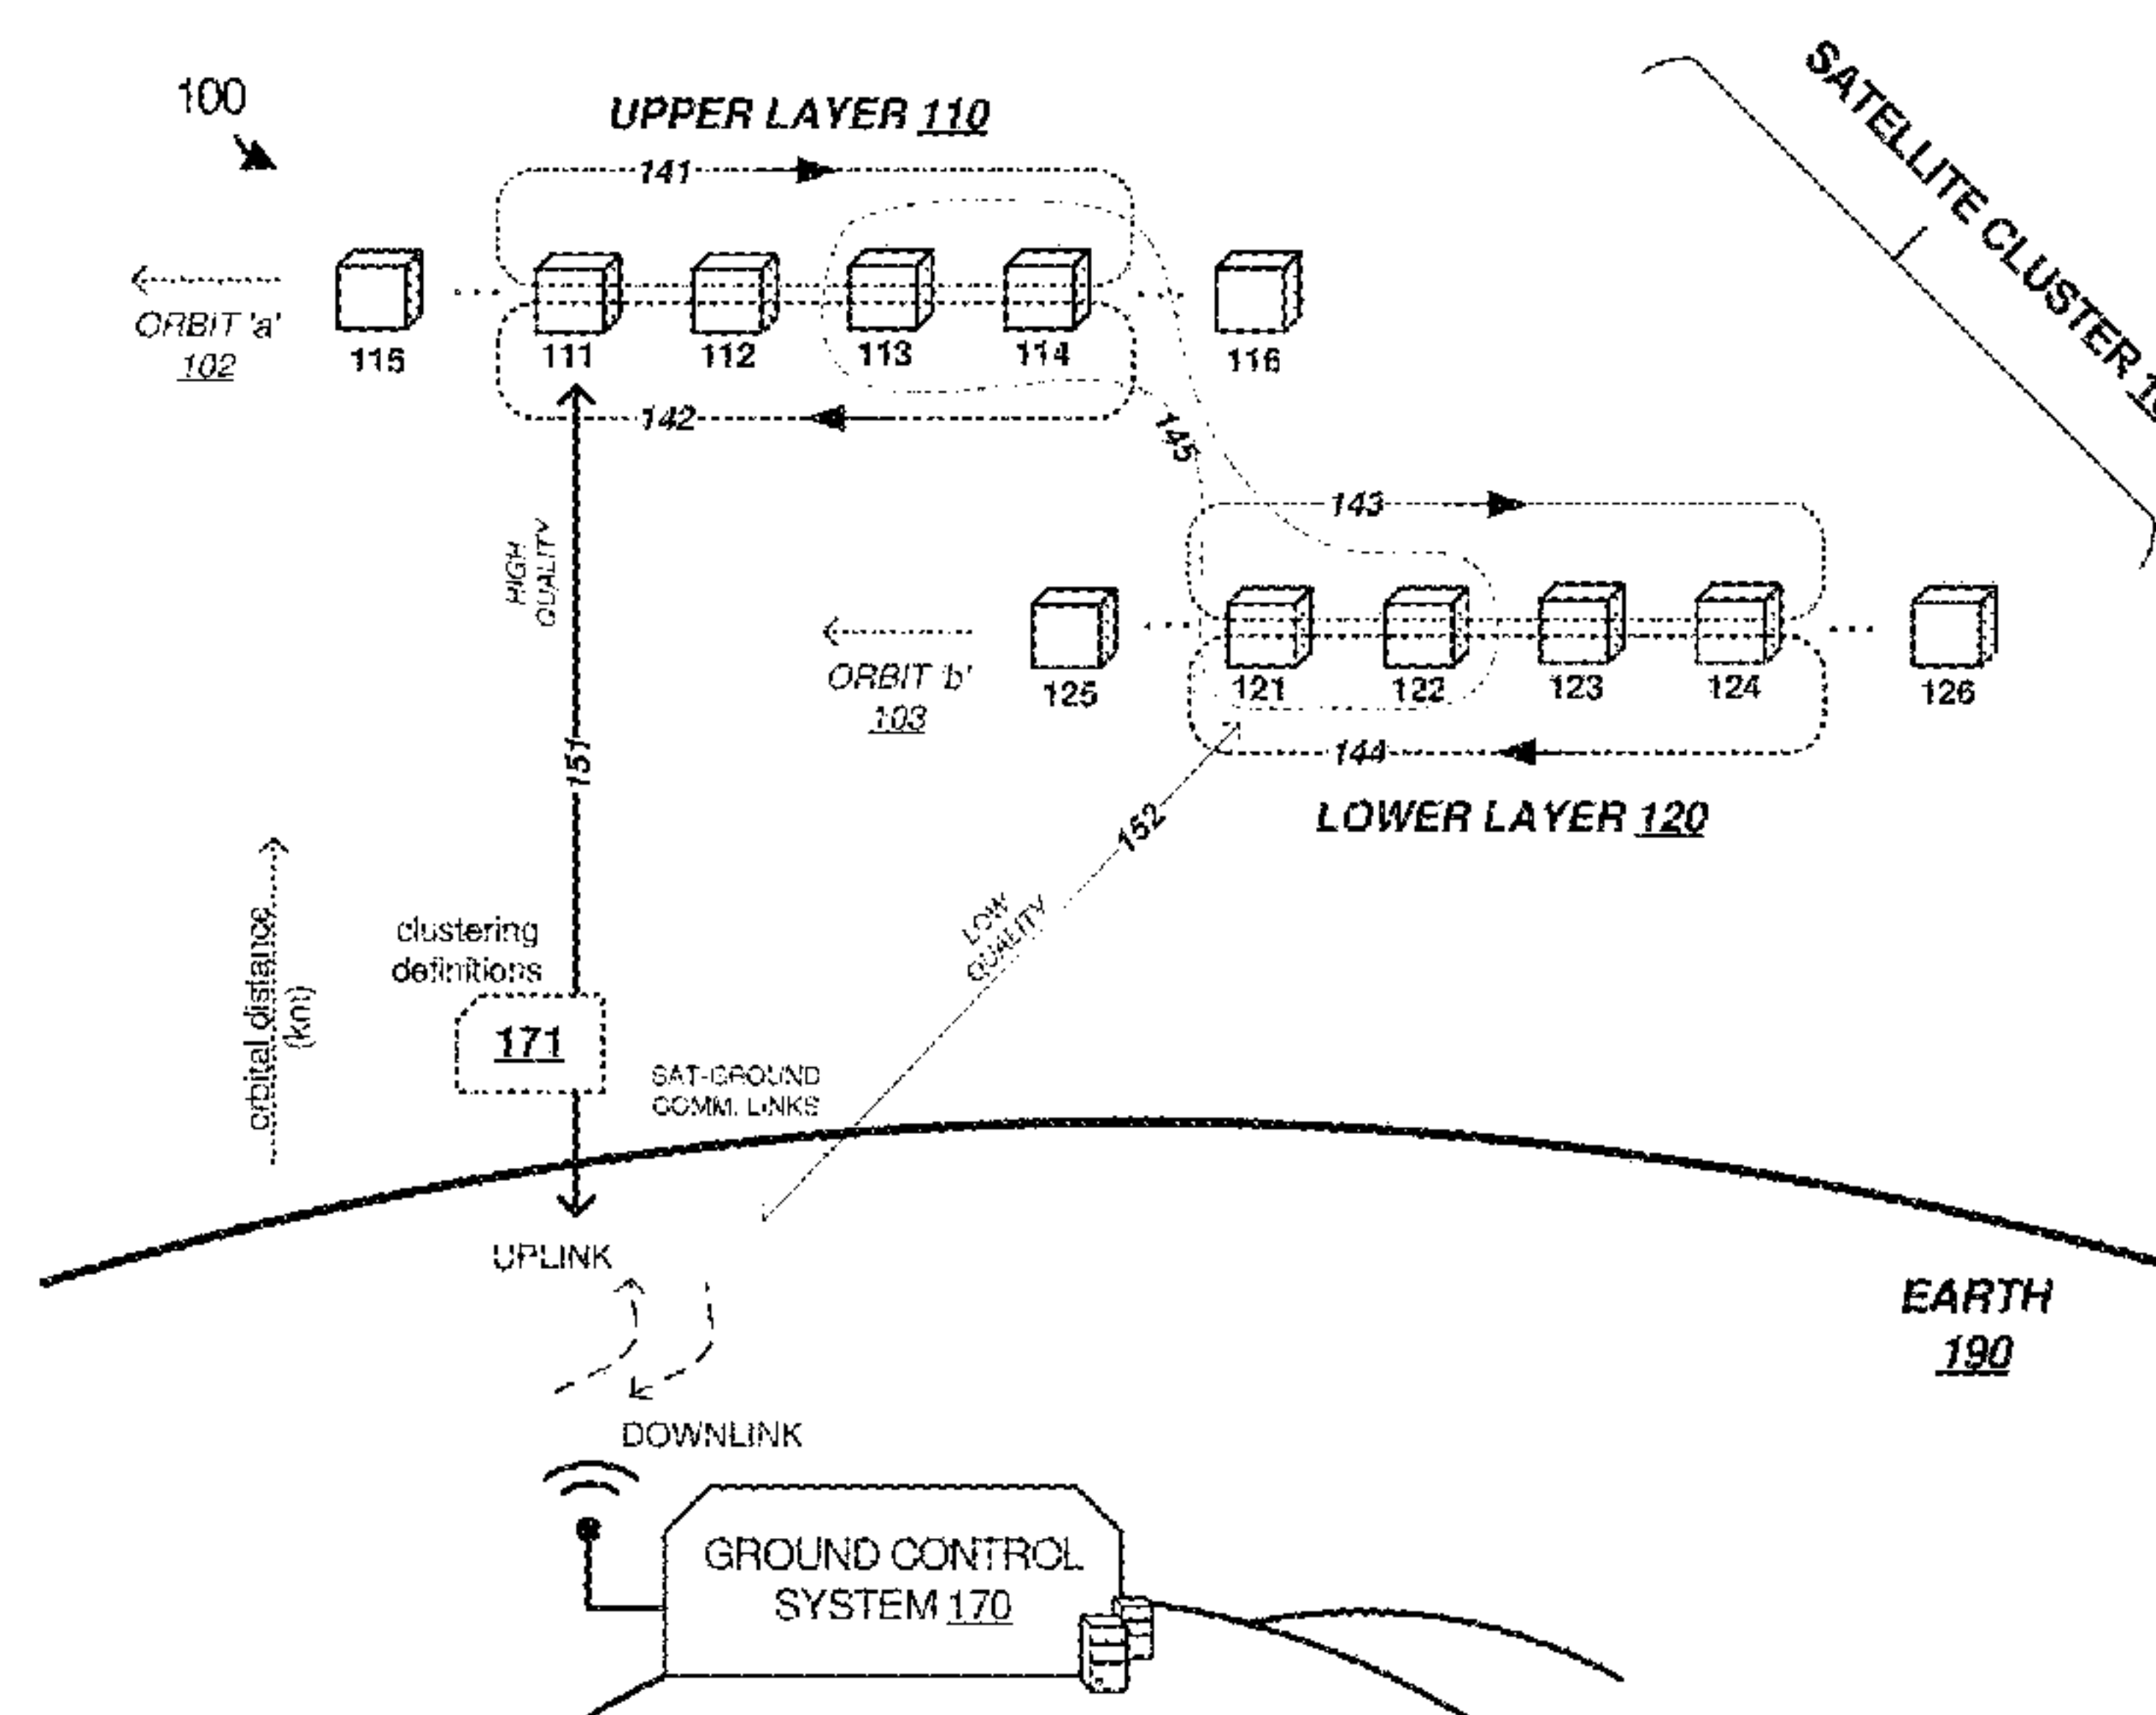 100
UPPER LAYER 110
SATELLITE CLUSTER
141
ORBIT 'a'
102
115
111
112
113
114
116
142
145
HIGH
QUALITY
143
ORBIT 'b'
103
125
121
122
123
124
126
144
151
152
LOWER LAYER 120
LOW
QUALITY
orbital distance
(km)
clustering
definitions
171
SAT-GROUND
COMM. LINKS
UPLINK
EARTH
190
DOWNLINK
GROUND CONTROL
SYSTEM 170